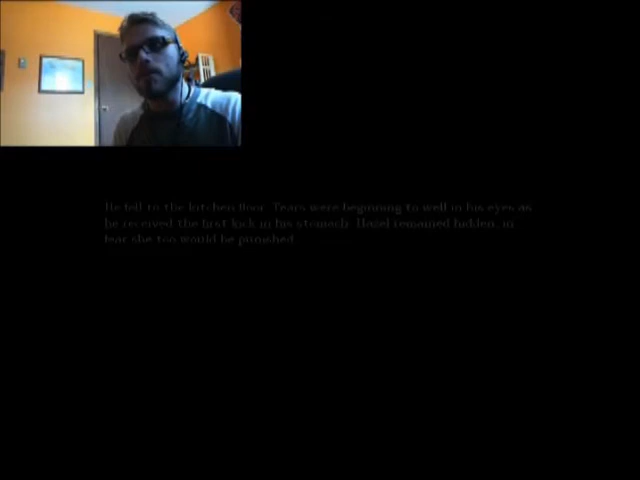 He fell to the kitchen floor. Tears were beginning to well in his eyes as
he received the first kick in his stomach. Hazel remained hidden, in
fear she too would be punished.